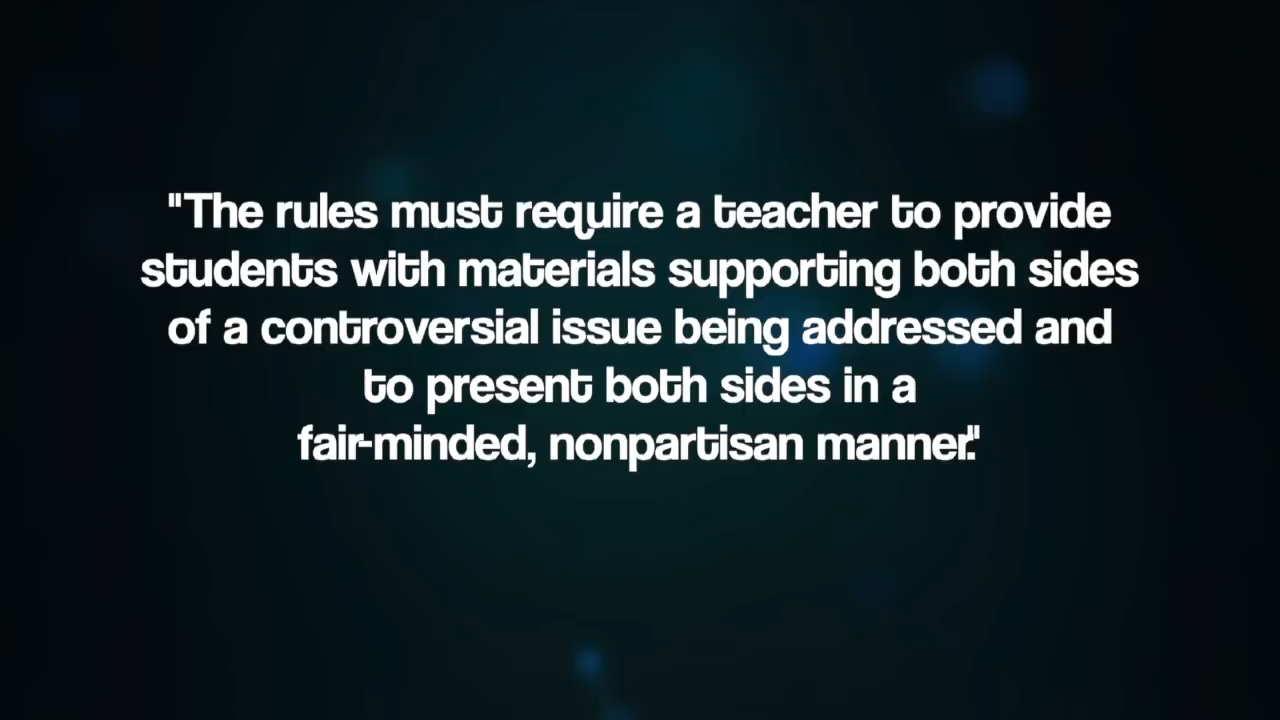 "The rules must require a teacher to provide
students with materials supporting both sides
of a controversial issue being addressed and
to present both sides in a
fair-minded, nonpartisan manner."